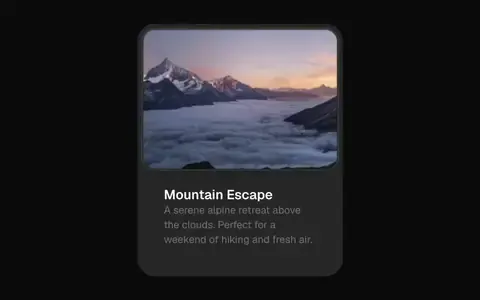 Mountain Escape
A serene alpine retreat above
the clouds. Perfect for a
weekend of hiking and fresh air.